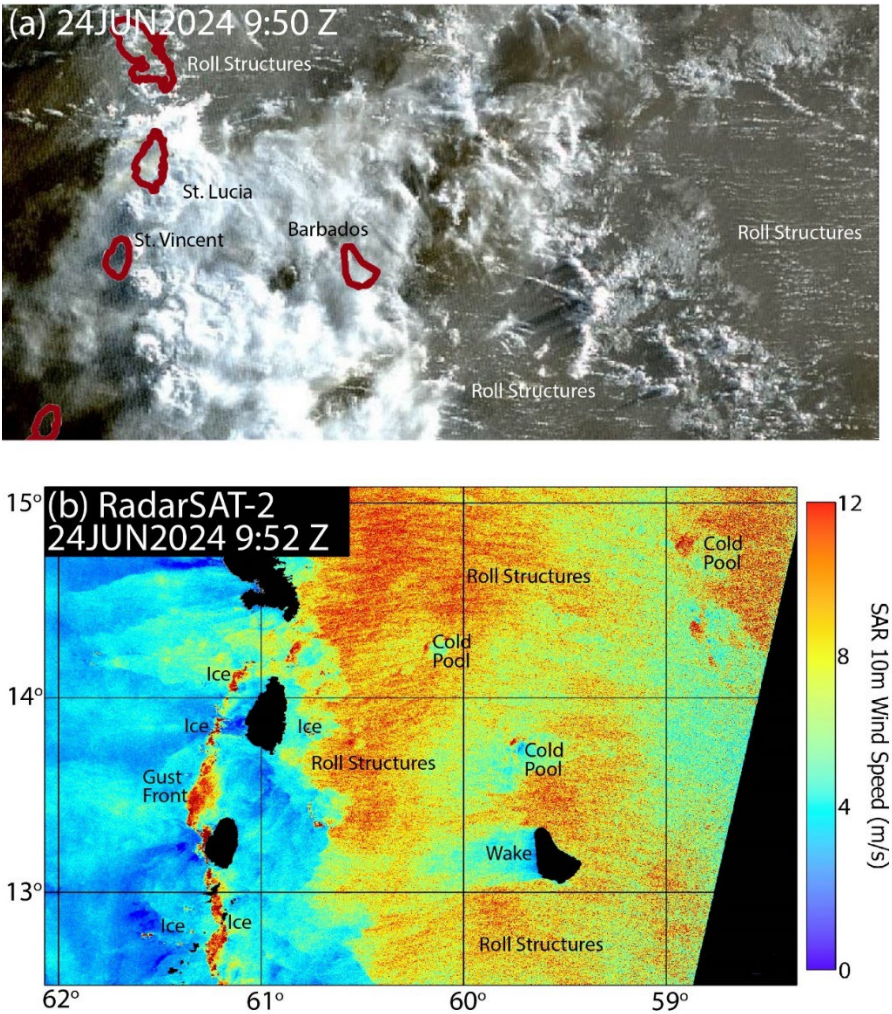 (a) 24JUN2024 9:50 Z
Roll Structures
St. Lucia
St. Vincent
Barbados
Roll Structures
Roll Structures
15°
(b) RadarSAT-2
24JUN2024 9:52 Z
12
Cold
Pool
Roll Structures
Cold
Pool
Ice
14°
Ice
Ice
Cold
Pool
Roll Structures
Gust
Front
8
SAR 10m Wind Speed (m/s)
4
Wake
13°
Ice
Ice
Roll Structures
0
62°
61°
60°
59°